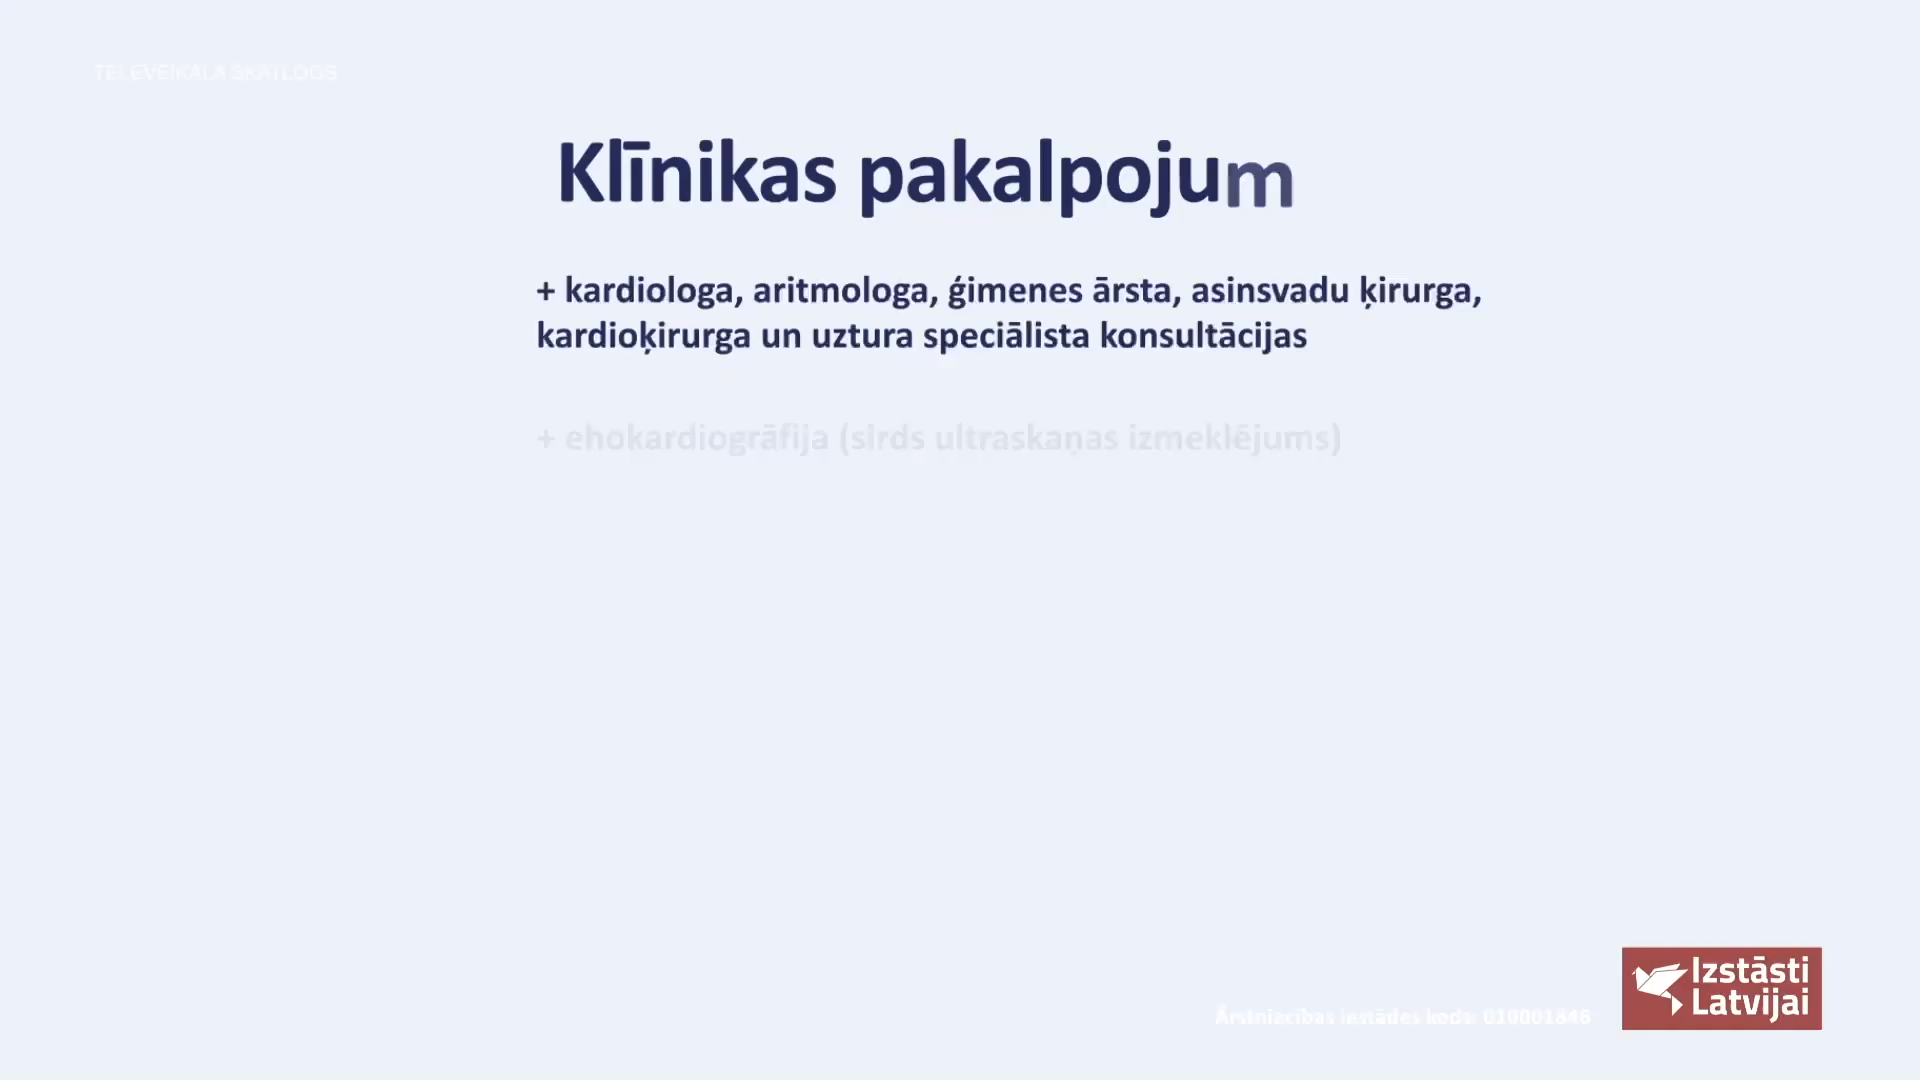 TELEVEIKALA SKATLOGS
Klīnikas pakalpojum
+ kardiologa, aritmologa, ģimenes ārsta, asinsvadu ķirurga,
kardioķirurga un uztura speciālista konsultācijas
+ ehokardiogrāfija (sirds ultraskaņas izmeklējums)
Izstāsti
Latvijai
Ārstniecības iestādes kods: 010001846